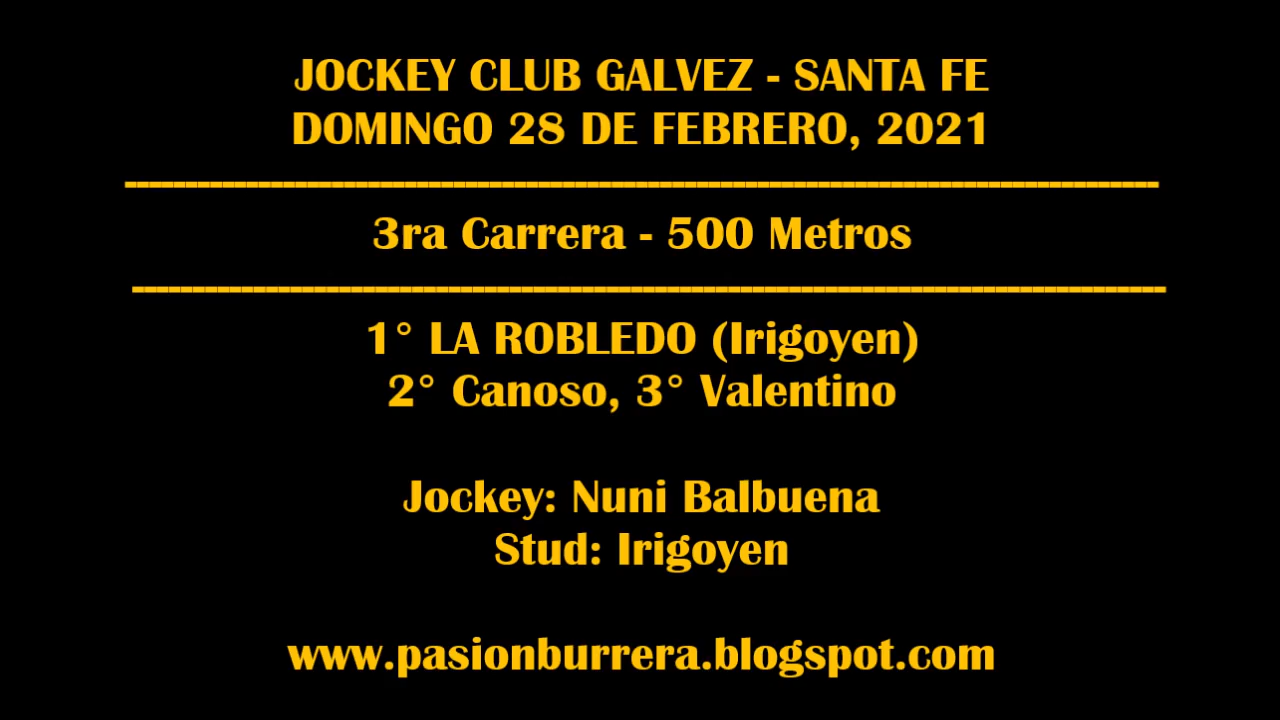 JOCKEY CLUB GALVEZ - SANTA FE
DOMINGO 28 DE FEBRERO, 2021
3ra Carrera - 500 Metros
1° LA ROBLEDO (Irigoyen)
2° Canoso, 3° Valentino
Jockey: Nuni Balbuena
Stud: Irigoyen
www.pasionburrera.blogspot.com